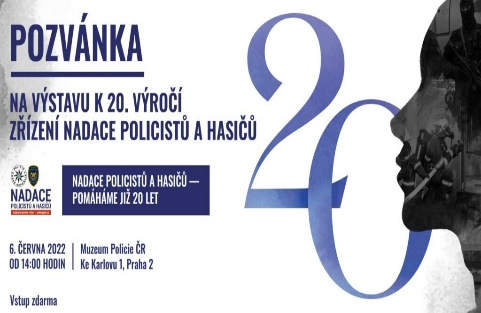 POZVÁNKA
NA VÝSTAVU K 20. VÝROČÍ
ZŘÍZENÍ NADACE POLICISTŮ A HASIČŮ
20
NADACE
POLICISTŮ A HASIČŮ
NADACE POLICISTŮ A HASIČŮ —
POMÁHÁME JIŽ 20 LET
6. ČERVNA 2022
OD 14:00 HODIN
Muzeum Policie ČR
Ke Karlovu 1, Praha 2
Vstup zdarma